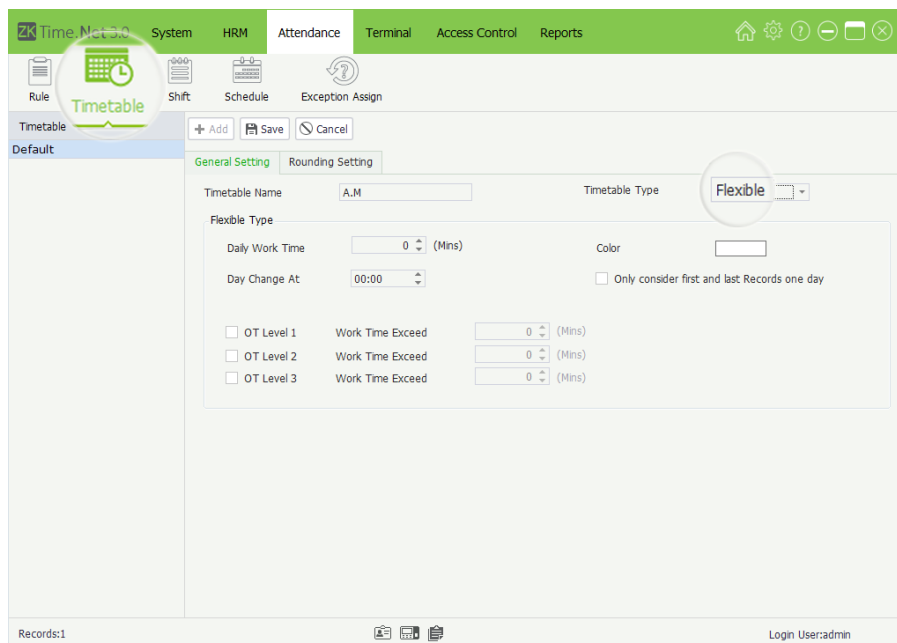 ZK Time.Net 3.0 System HRM Attendance Terminal Access Control Reports
Rule Timetable Shift Schedule Exception Assign
Timetable + Add Save Cancel
Default
General Setting Rounding Setting
Timetable Name A.M Timetable Type Flexible
Flexible Type
Daily Work Time 0 (Mins) Color
Day Change At 00:00 Only consider first and last Records one day
OT Level 1 Work Time Exceed 0 (Mins)
OT Level 2 Work Time Exceed 0 (Mins)
OT Level 3 Work Time Exceed 0 (Mins)
Records:1 Login User:admin